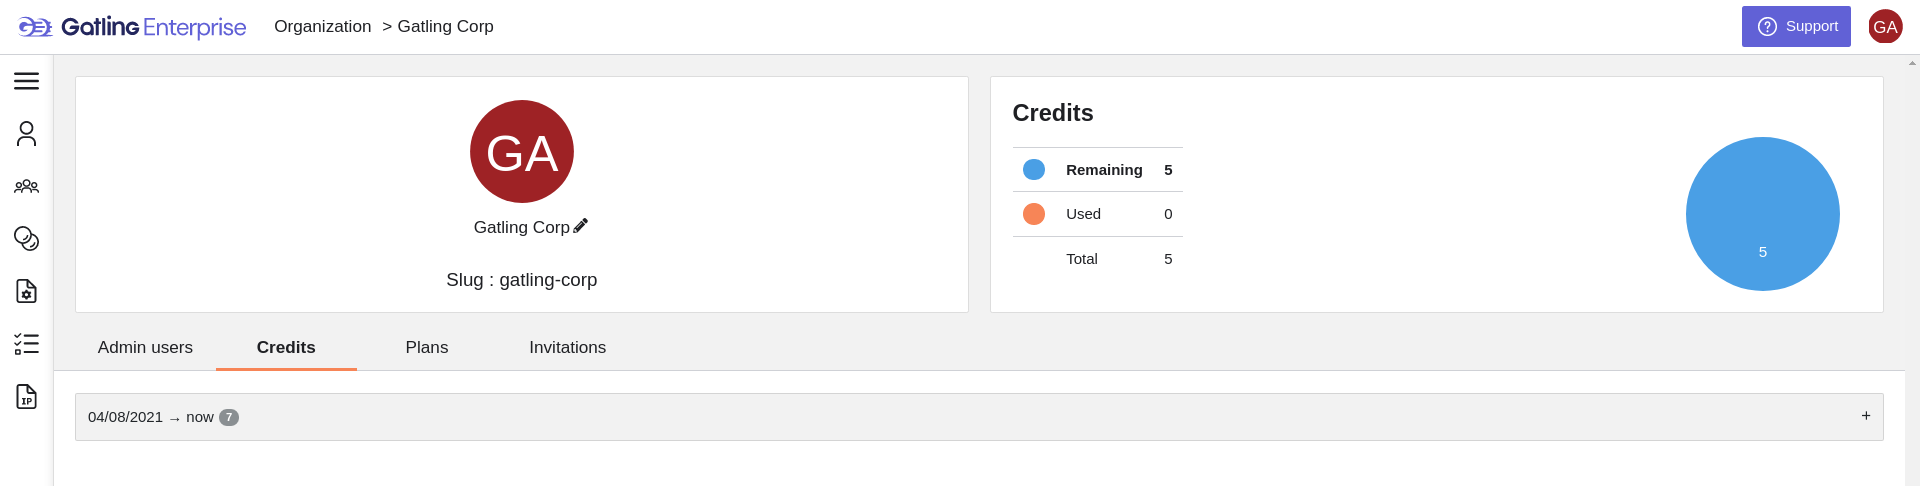 Gatling Enterprise Organization > Gatling Corp Support GA
GA
Gatling Corp
Slug : gatling-corp
Credits
Remaining 5
Used 0
Total 5
5
Admin users Credits Plans Invitations
04/08/2021 → now 7 +
IP